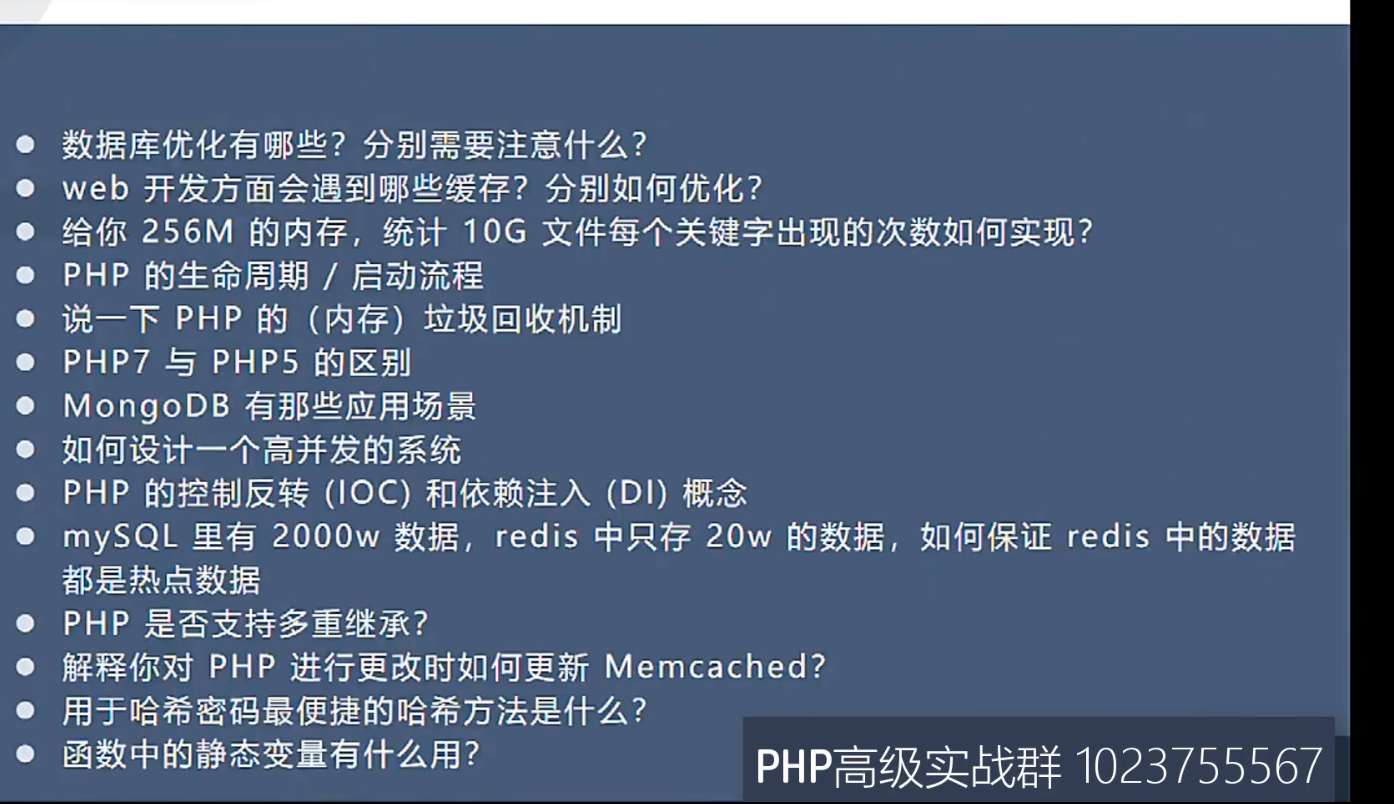 ● 数据库优化有哪些？分别需要注意什么？
● web 开发方面会遇到哪些缓存？分别如何优化？
● 给你 256M 的内存，统计 10G 文件每个关键字出现的次数如何实现？
● PHP 的生命周期 / 启动流程
● 说一下 PHP 的（内存）垃圾回收机制
● PHP7 与 PHP5 的区别
● MongoDB 有那些应用场景
● 如何设计一个高并发的系统
● PHP 的控制反转 (IOC) 和依赖注入 (DI) 概念
● mySQL 里有 2000w 数据，redis 中只存 20w 的数据，如何保证 redis 中的数据
都是热点数据
● PHP 是否支持多重继承？
● 解释你对 PHP 进行更改时如何更新 Memcached？
● 用于哈希密码最便捷的哈希方法是什么？
● 函数中的静态变量有什么用？
PHP高级实战群 1023755567